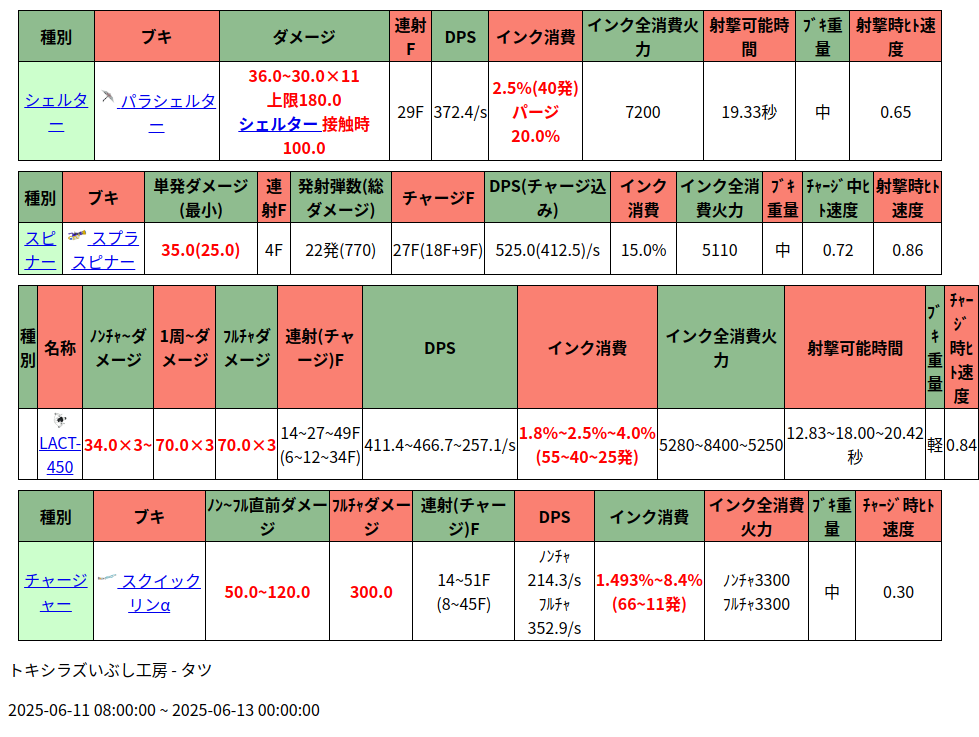 種別 ブキ ダメージ 連射F DPS インク消費 インク全消費火力 射撃可能時間 ﾌﾞｷ重量 射撃時ﾋﾄ速度
シェルター パラシェルター 36.0~30.0×11 上限180.0 シェルター 接触時 100.0 29F 372.4/s 2.5%(40発) パージ 20.0% 7200 19.33秒 中 0.65
種別 ブキ 単発ダメージ(最小) 連射F 発射弾数(総ダメージ) チャージF DPS(チャージ込み) インク消費 インク全消費火力 ﾌﾞｷ重量 ﾁｬｰｼﾞ中ﾋﾄ速度 射撃時ﾋﾄ速度
スピナー スプラスピナー 35.0(25.0) 4F 22発(770) 27F(18F+9F) 525.0(412.5)/s 15.0% 5110 中 0.72 0.86
種別 名称 ﾉﾝﾁｬ~ダメージ 1周~ダメージ ﾌﾙﾁｬダメージ 連射(チャージ)F DPS インク消費 インク全消費火力 射撃可能時間 ﾌﾞｷ重量 ﾁｬｰｼﾞ時ﾋﾄ速度
LACT-450 34.0×3~ 70.0×3 70.0×3 14~27~49F (6~12~34F) 411.4~466.7~257.1/s 1.8%~2.5%~4.0% (55~40~25発) 5280~8400~5250 12.83~18.00~20.42秒 軽 0.84
種別 ブキ ﾉﾝ~ﾌﾙ直前ダメージ ﾌﾙﾁｬダメージ 連射(チャージ)F DPS インク消費 インク全消費火力 ﾌﾞｷ重量 ﾁｬｰｼﾞ時ﾋﾄ速度
チャージャー スクイックリンα 50.0~120.0 300.0 14~51F (8~45F) ﾉﾝﾁｬ 214.3/s ﾌﾙﾁｬ 352.9/s 1.493%~8.4% (66~11発) ﾉﾝﾁｬ3300 ﾌﾙﾁｬ3300 中 0.30
トキシラズいぶし工房 - タツ
2025-06-11 08:00:00 ~ 2025-06-13 00:00:00